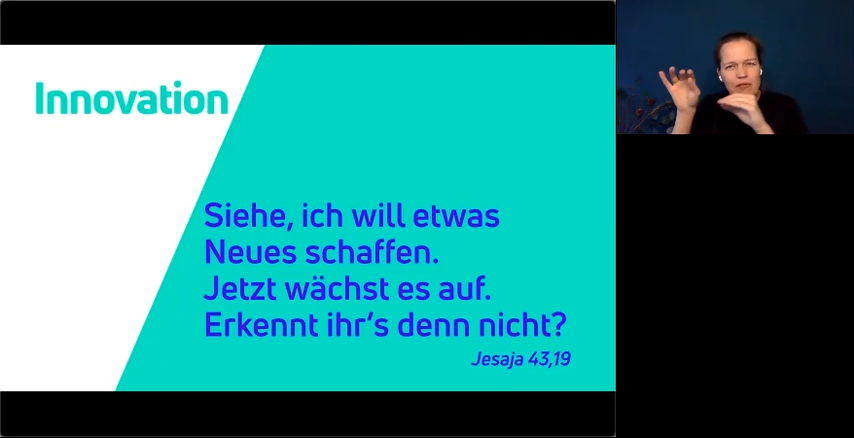 Innovation
Siehe, ich will etwas
Neues schaffen.
Jetzt wächst es auf.
Erkennt ihr’s denn nicht?
Jesaja 43,19